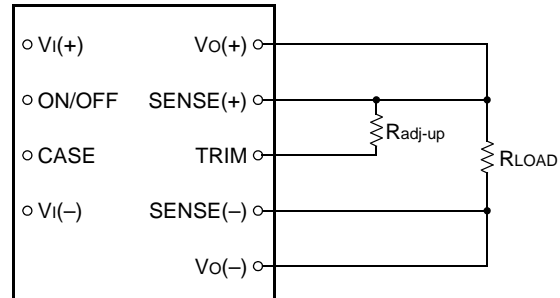 VI(+)
VO(+)
ON/OFF
SENSE(+)
Radj-up
CASE
TRIM
RLOAD
VI(–)
SENSE(–)
VO(–)